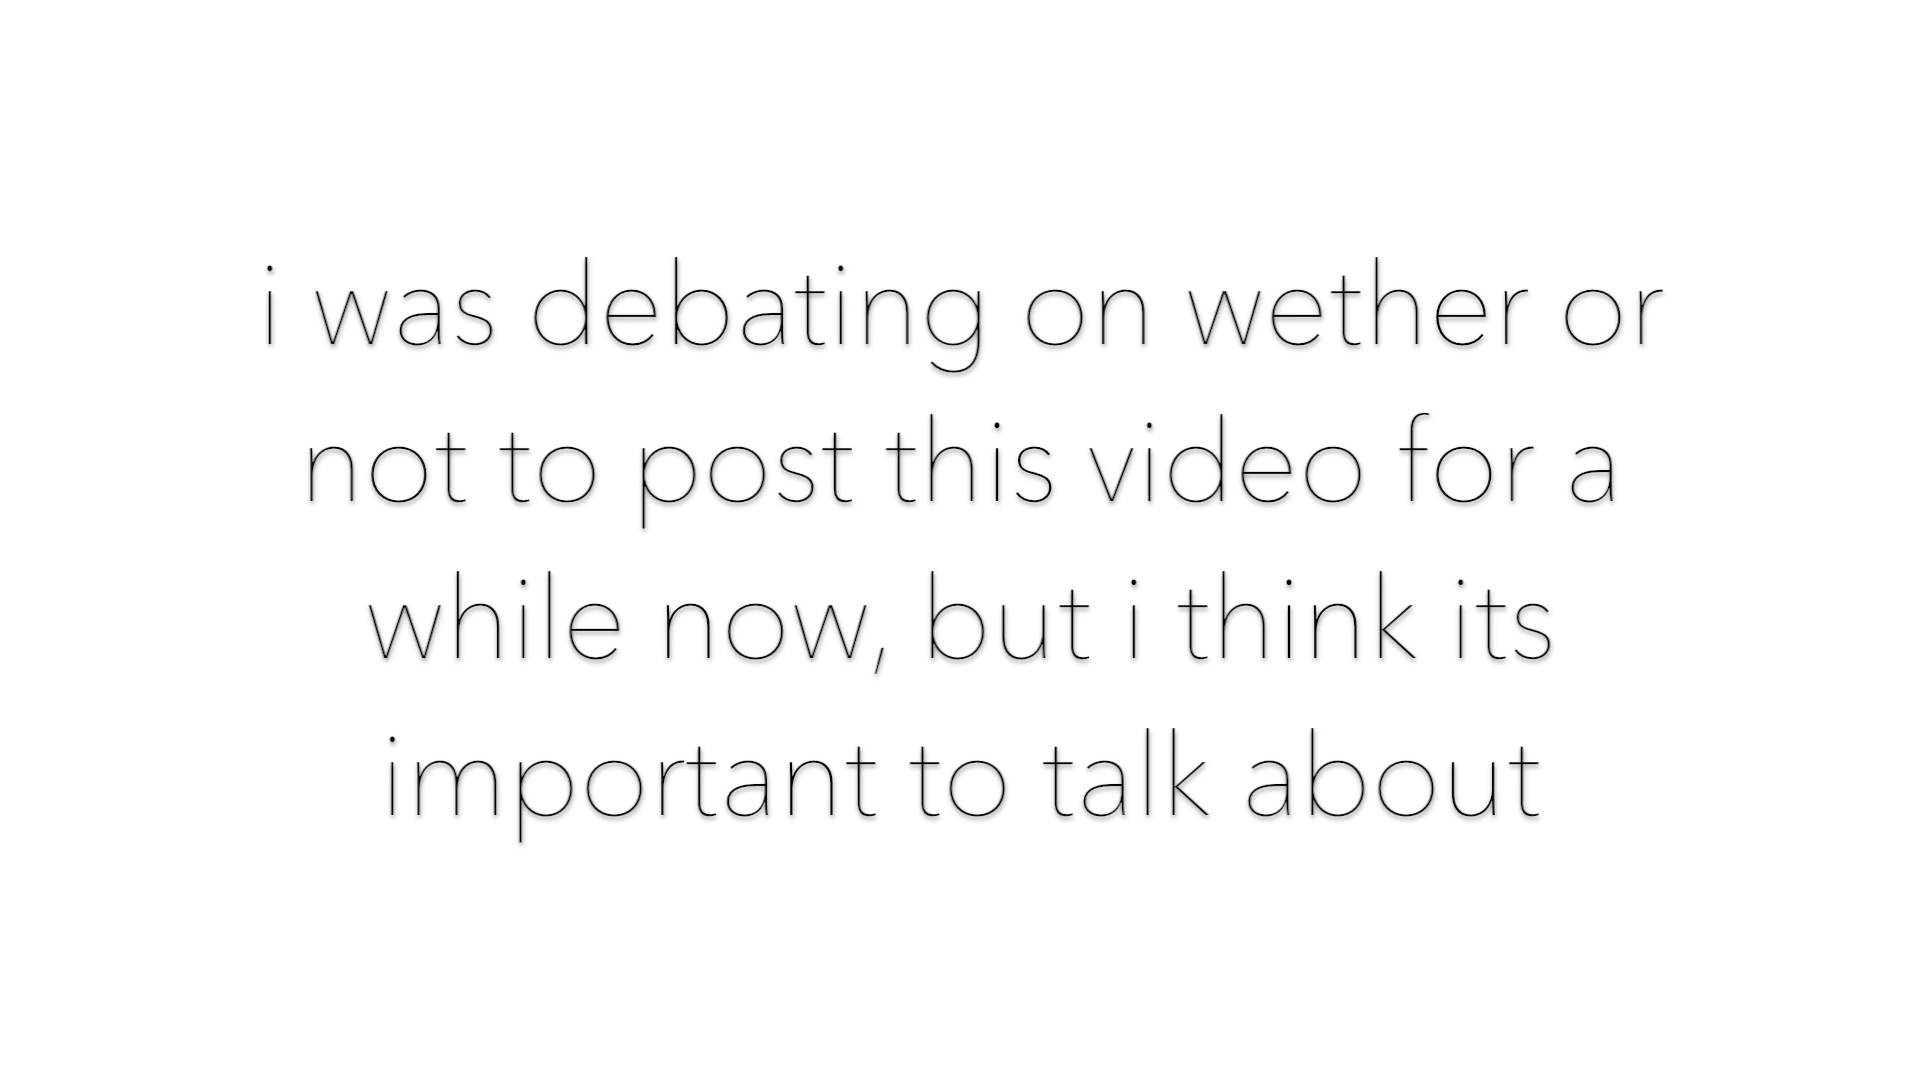 i was debating on wether or
not to post this video for a
while now, but i think its
important to talk about